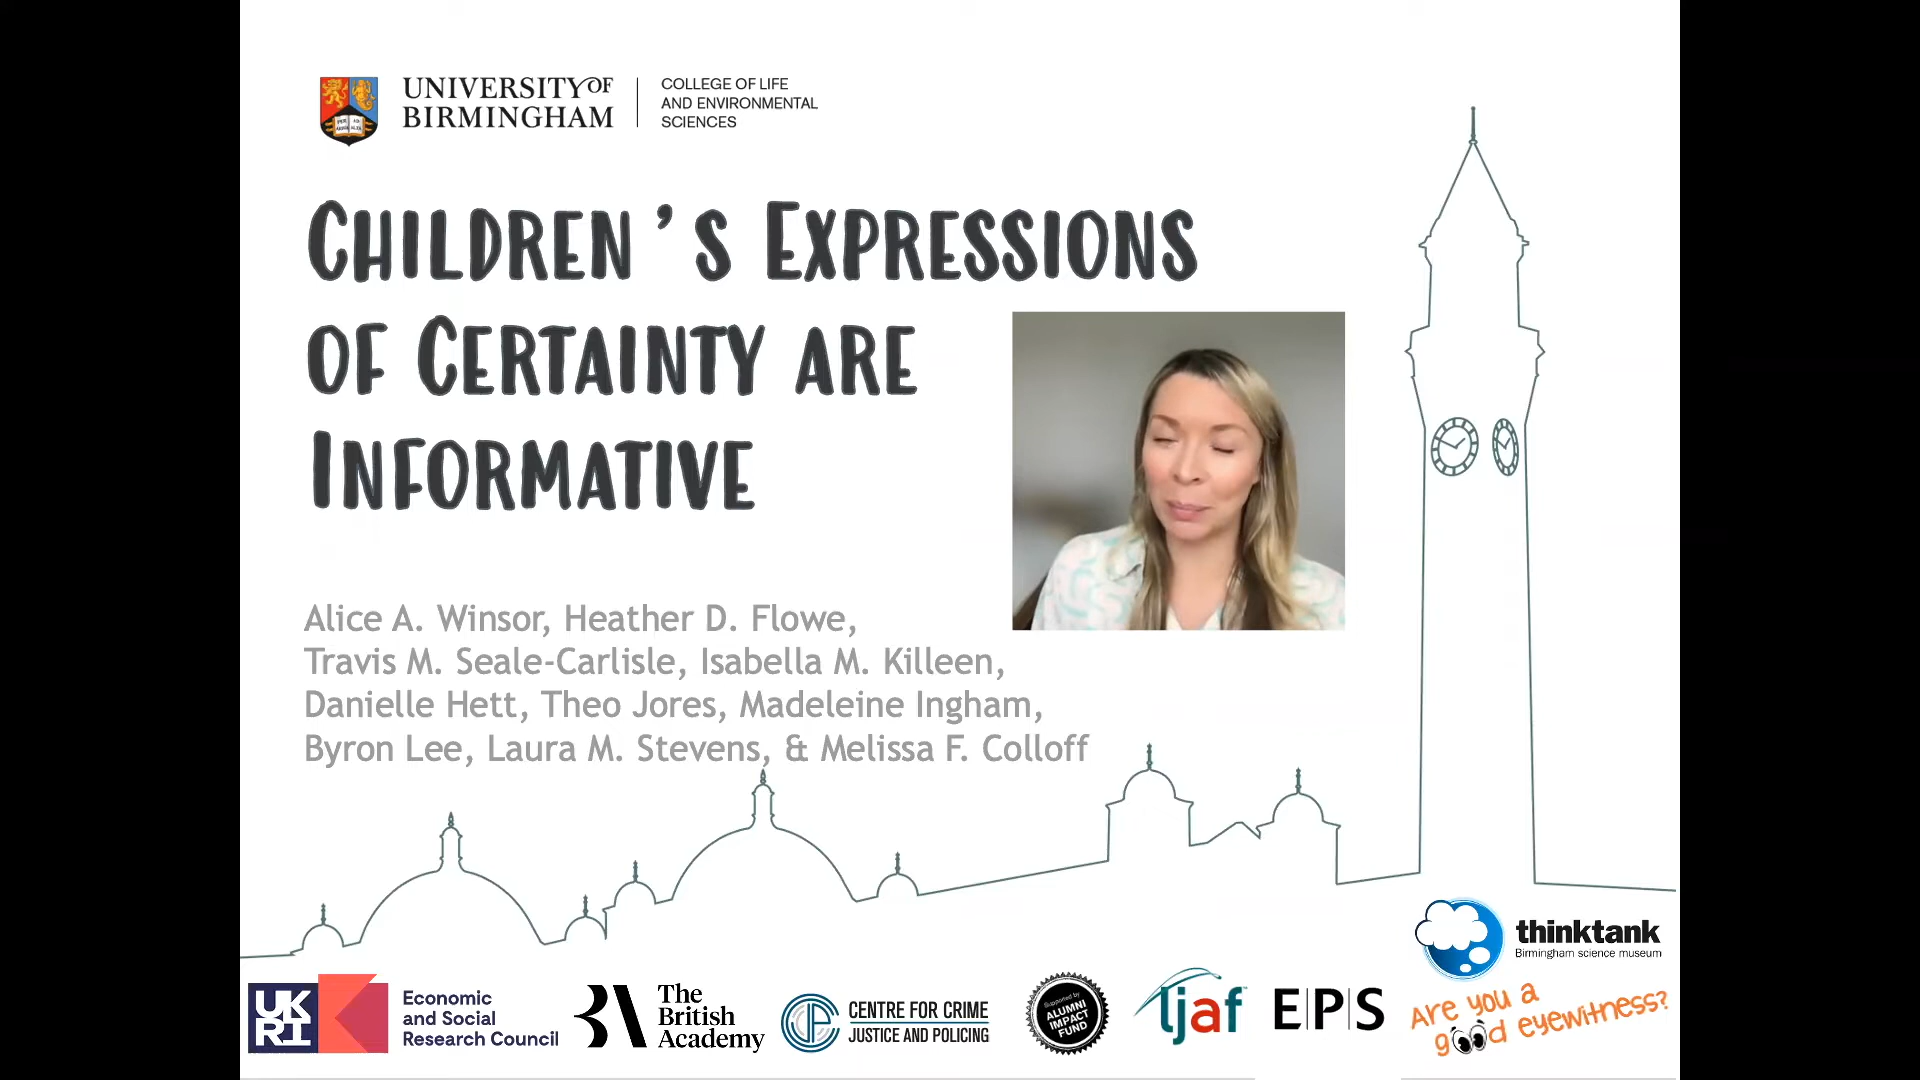 UNIVERSITY OF
BIRMINGHAM
COLLEGE OF LIFE
AND ENVIRONMENTAL
SCIENCES
CHILDREN'S EXPRESSIONS
OF CERTAINTY ARE
INFORMATIVE
Alice A. Winsor, Heather D. Flowe,
Travis M. Seale-Carlisle, Isabella M. Killeen,
Danielle Hett, Theo Jores, Madeleine Ingham,
Byron Lee, Laura M. Stevens, & Melissa F. Colloff
thinktank
Birmingham science museum
UK
RI
Economic
and Social
Research Council
BA
The
British
Academy
CENTRE FOR CRIME
JUSTICE AND POLICING
Supported by
ALUMNI
IMPACT
FUND
ljaf
E|P|S
Are you a
good eyewitness?